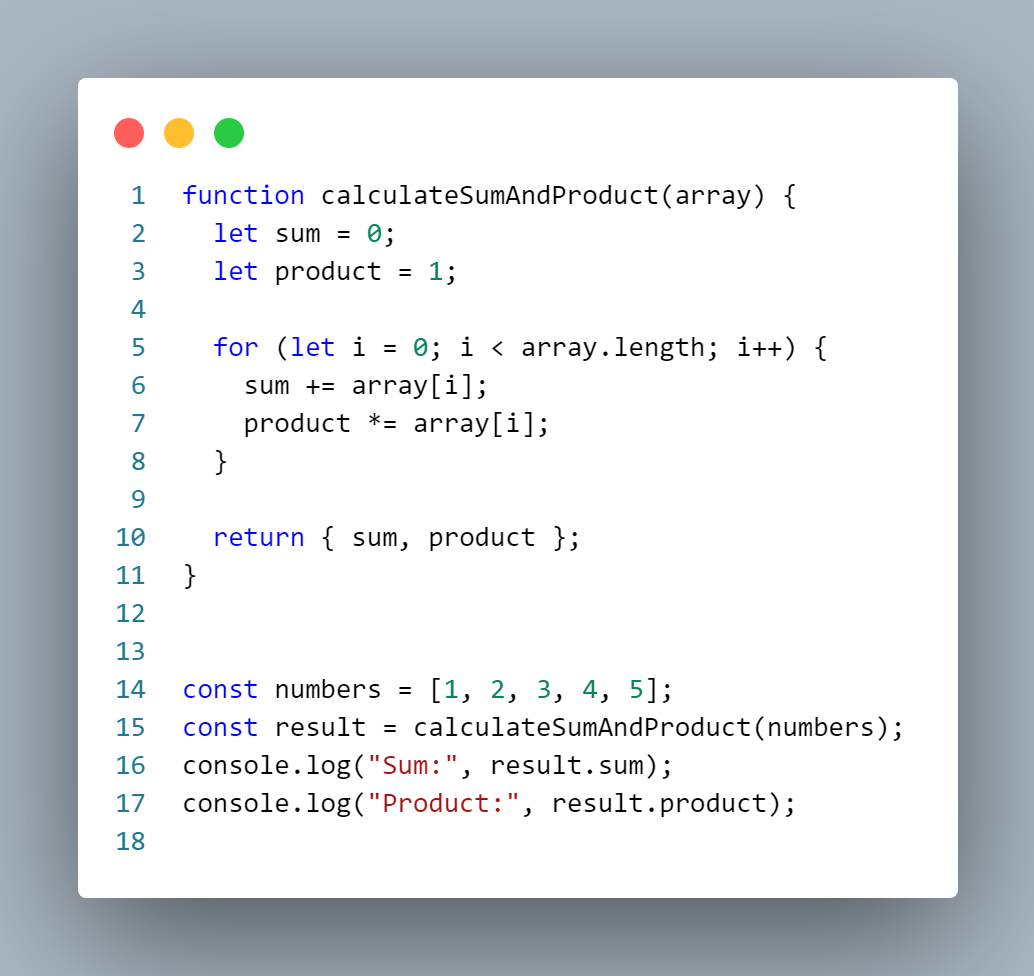 1 function calculateSumAndProduct(array) {
2   let sum = 0;
3   let product = 1;
4
5   for (let i = 0; i < array.length; i++) {
6     sum += array[i];
7     product *= array[i];
8   }
9
10   return { sum, product };
11 }
12
13
14 const numbers = [1, 2, 3, 4, 5];
15 const result = calculateSumAndProduct(numbers);
16 console.log("Sum:", result.sum);
17 console.log("Product:", result.product);
18